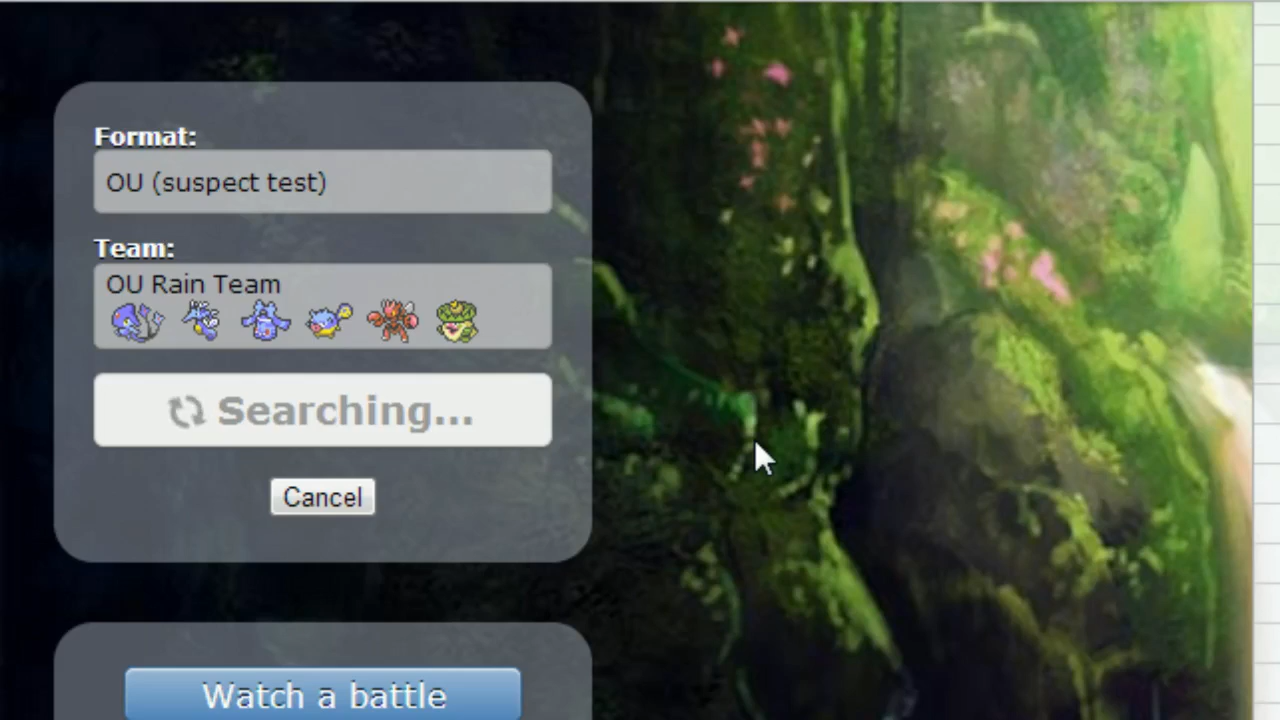 Format:
OU (suspect test)
Team:
OU Rain Team
Searching...
Cancel
Watch a battle